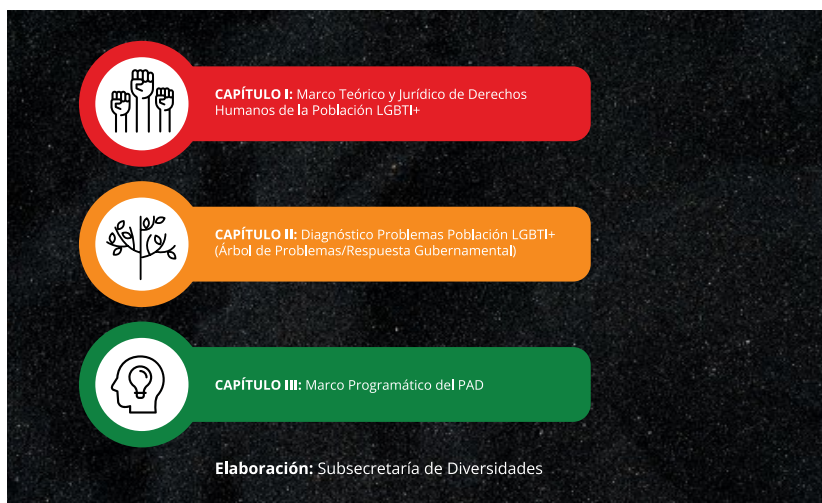 CAPÍTULO I: Marco Teórico y Jurídico de Derechos
Humanos de la Población LGBTI+
CAPÍTULO II: Diagnóstico Problemas Población LGBTI+
(Árbol de Problemas/Respuesta Gubernamental)
CAPÍTULO III: Marco Programático del PAD
Elaboración: Subsecretaría de Diversidades